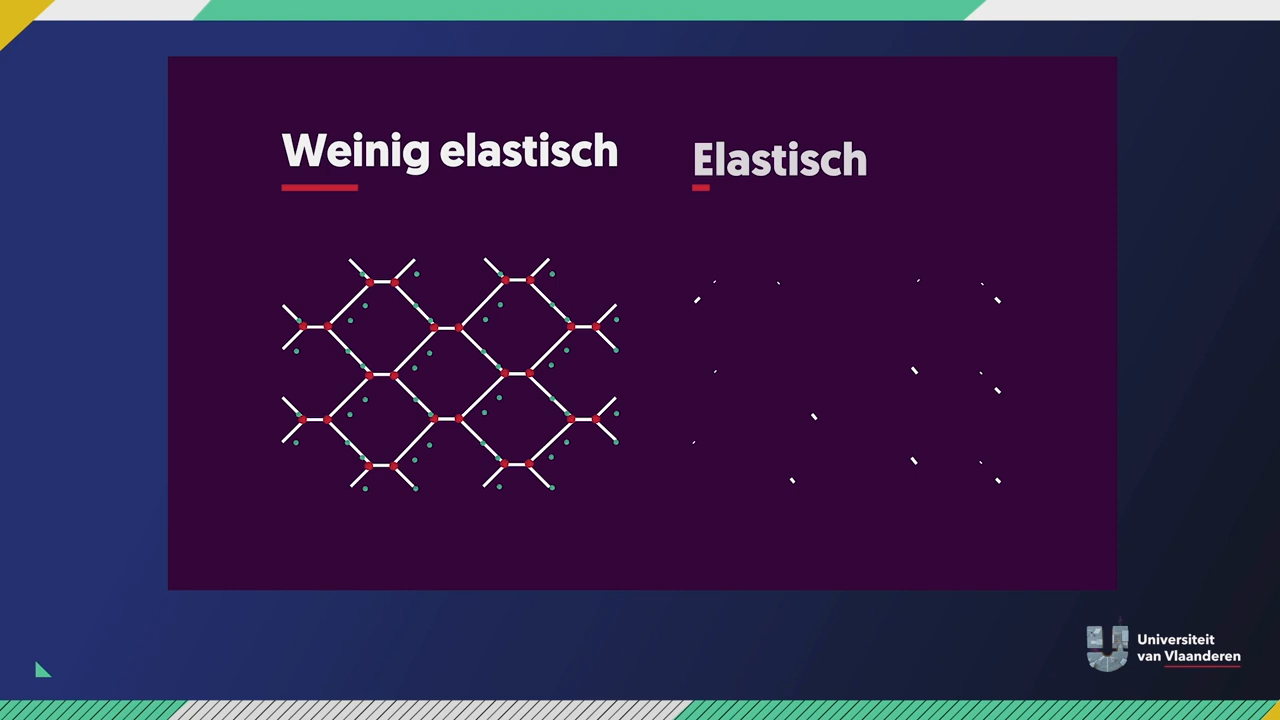 Weinig elastisch
Elastisch
Universiteit
van Vlaanderen